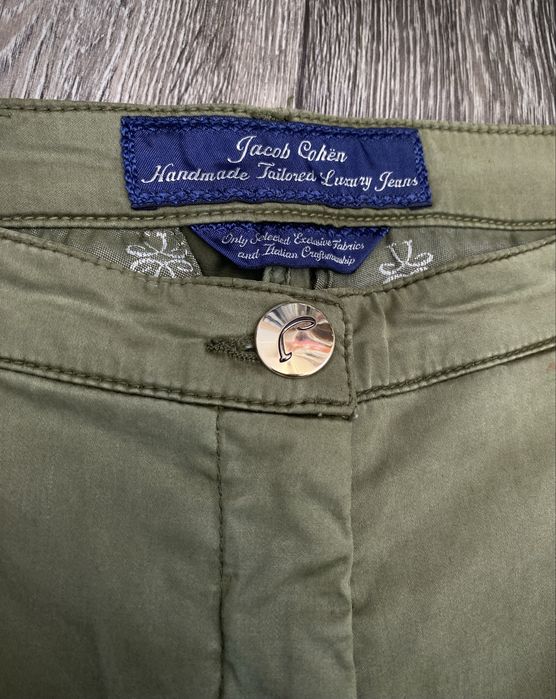 Jacob Cohën
Handmade Tailored Luxury Jeans
Only Selected Exclusive Fabrics
and Italian Craftsmanship
J